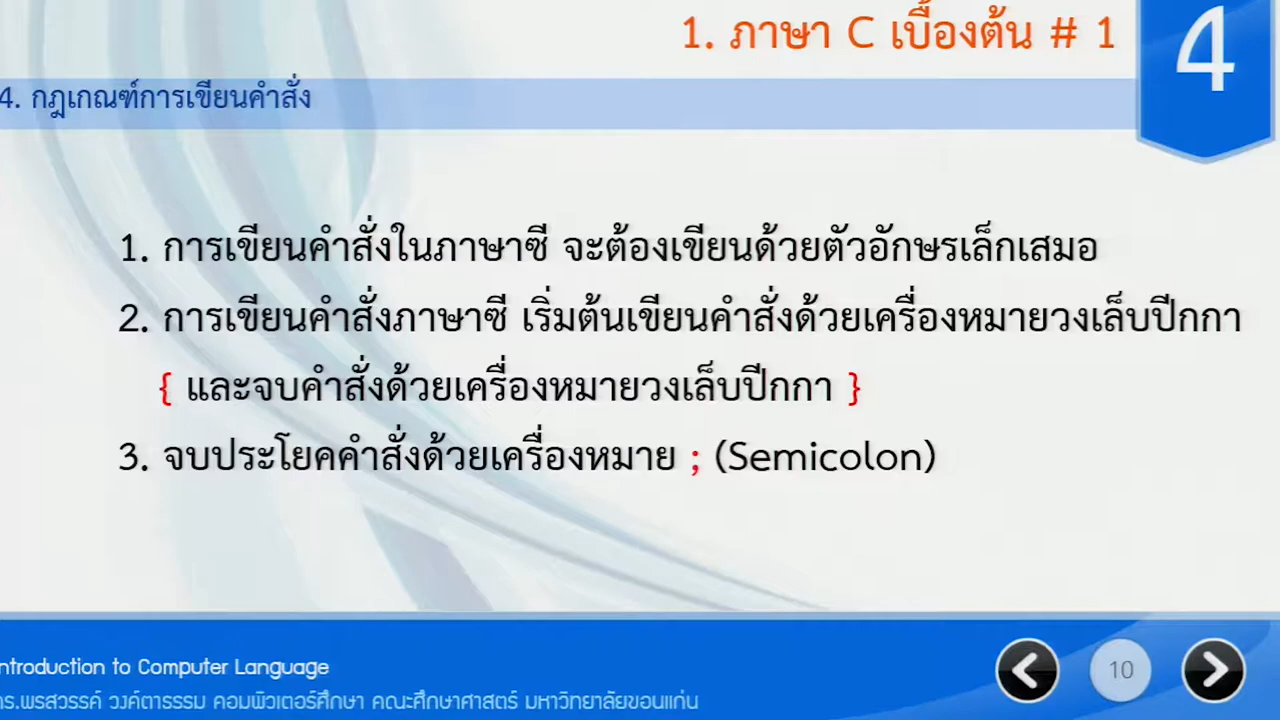 1. ภาษา C เบื้องต้น # 1
4
4. กฎเกณฑ์การเขียนคำสั่ง
1. การเขียนคำสั่งในภาษาซี จะต้องเขียนด้วยตัวอักษรเล็กเสมอ
2. การเขียนคำสั่งภาษาซี เริ่มต้นเขียนคำสั่งด้วยเครื่องหมายวงเล็บปีกกา
{ และจบคำสั่งด้วยเครื่องหมายวงเล็บปีกกา }
3. จบประโยคคำสั่งด้วยเครื่องหมาย ; (Semicolon)
ntroduction to Computer Language
10
ดร.พรสวรรค์ วงค์ตาธรรม คอมพิวเตอร์ศึกษา คณะศึกษาศาสตร์ มหาวิทยาลัยขอนแก่น